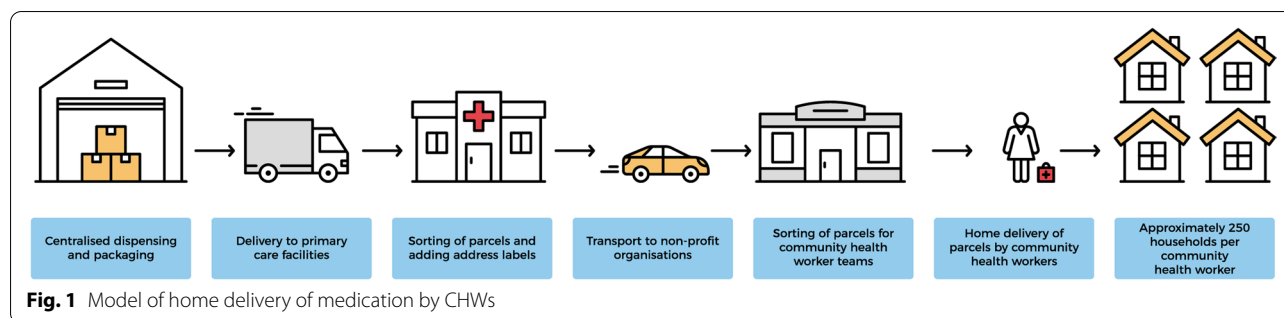 Centralised dispensing
and packaging
Delivery to primary
care facilities
Sorting of parcels and
adding address labels
Transport to non-profit
organisations
Sorting of parcels for
community health
worker teams
Home delivery of
parcels by community
health workers
Approximately 250
households per
community
health worker
Fig. 1 Model of home delivery of medication by CHWs